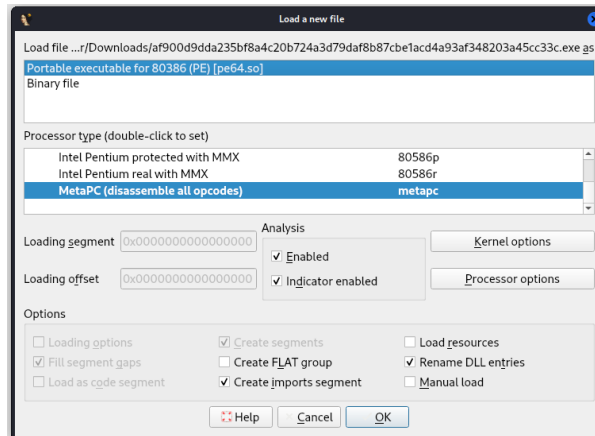 Load a new file
Load file ...r/Downloads/af900d9dda235bf8a4c20b724a3d79daf8b87cbe1acd4a93af348203a45cc33c.exe as
Portable executable for 80386 (PE) [pe64.so]
Binary file
Processor type (double-click to set)
Intel Pentium protected with MMX 80586p
Intel Pentium real with MMX 80586r
MetaPC (disassemble all opcodes) metapc
Analysis
Loading segment 0x0000000000000000 Enabled Kernel options
Loading offset 0x0000000000000000 Indicator enabled Processor options
Options
Loading options Create segments Load resources
Fill segment gaps Create FLAT group Rename DLL entries
Load as code segment Create imports segment Manual load
Help Cancel OK